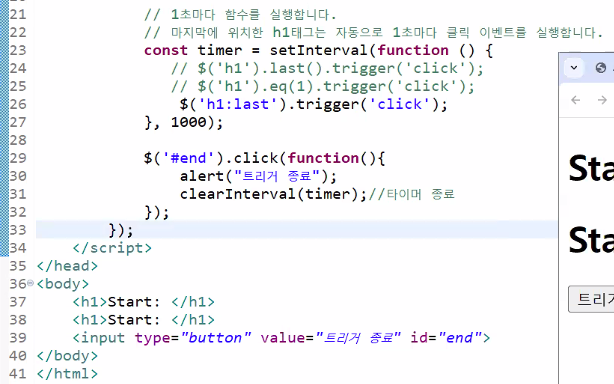 21 // 1초마다 함수를 실행합니다.
22 // 마지막에 위치한 h1태그는 자동으로 1초마다 클릭 이벤트를 실행합니다.
23 const timer = setInterval(function () {
24 // $('h1').last().trigger('click');
25 // $('h1').eq(1).trigger('click');
26 $('h1:last').trigger('click');
27 }, 1000);
28
29 $('#end').click(function(){
30 alert("트리거 종료");
31 clearInterval(timer);//타이머 종료
32 });
33 });
34 </script>
35 </head>
36 <body>
37 <h1>Start: </h1>
38 <h1>Start: </h1>
39 <input type="button" value="트리거 종료" id="end">
40 </body>
41 </html>
Sta
Sta
트리거